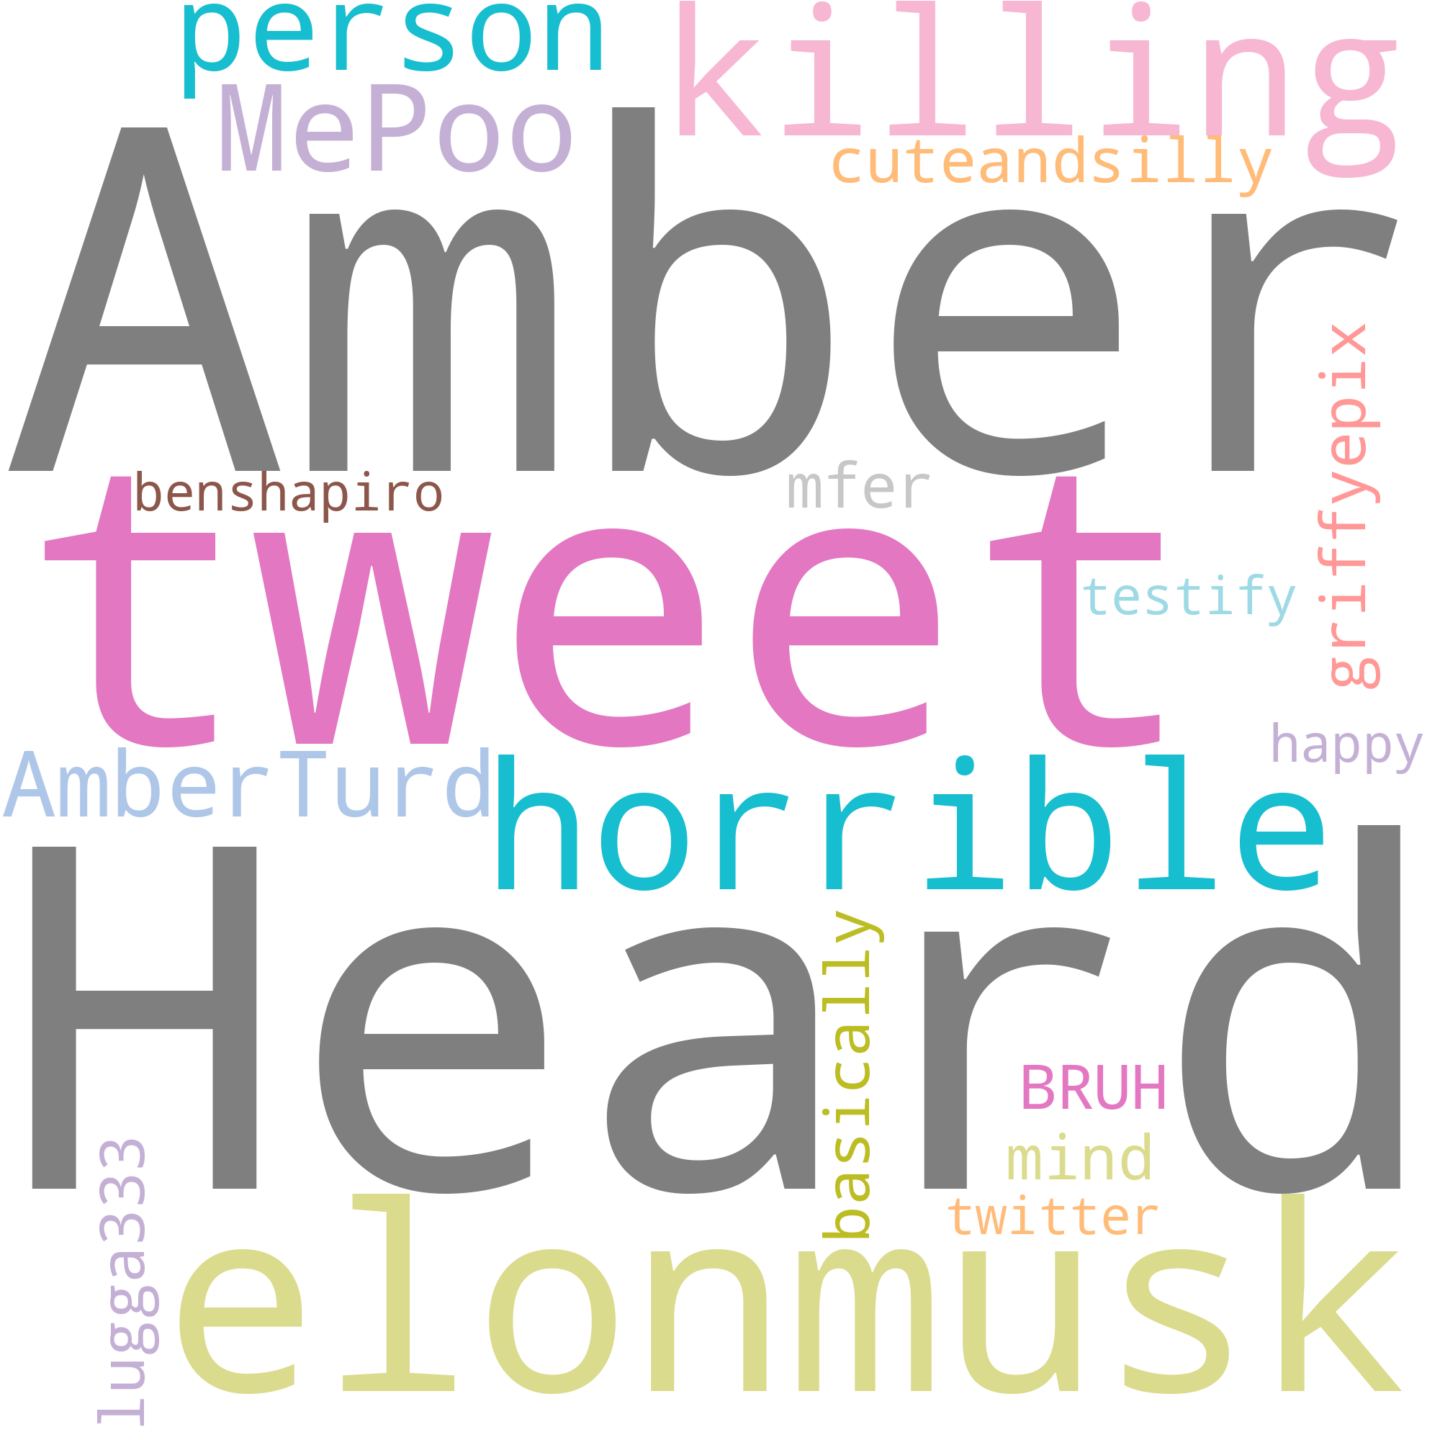 person
killing
MePoo
cuteandsilly
Amber
griffyepix
benshapiro
mfer
tweet
testify
happy
AmberTurd
horrible
Heard
basically
BRUH
mind
lugga333
twitter
elonmusk